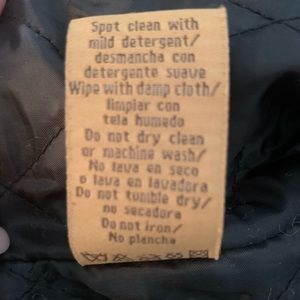 Spot clean with
mild detergent/
desmancha con
detergente suave
Wipe with damp cloth/
limpiar con
tela humedo
Do not dry clean
or machine wash/
No lava en seco
o lava en lavadora
Do not tumble dry/
no secadora
Do not iron/
No plancha